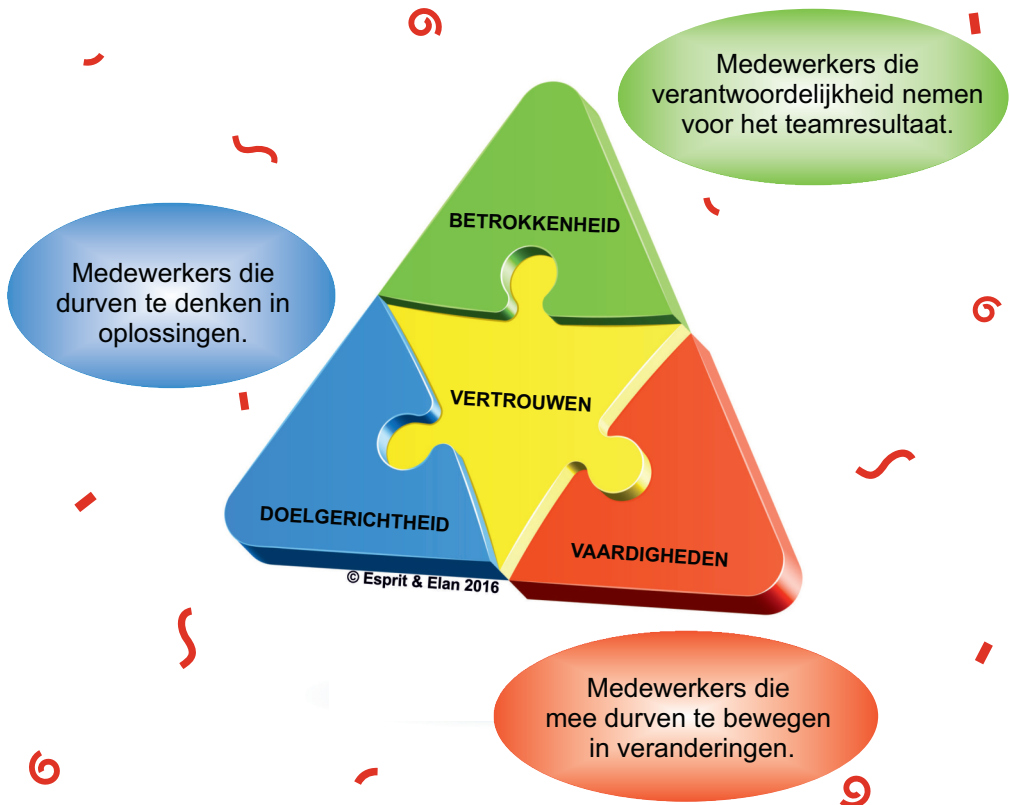 Medewerkers die
verantwoordelijkheid nemen
voor het teamresultaat.
BETROKKENHEID
Medewerkers die
durven te denken in
oplossingen.
VERTROUWEN
DOELGERICHTHEID
VAARDIGHEDEN
© Esprit & Elan 2016
Medewerkers die
mee durven te bewegen
in veranderingen.